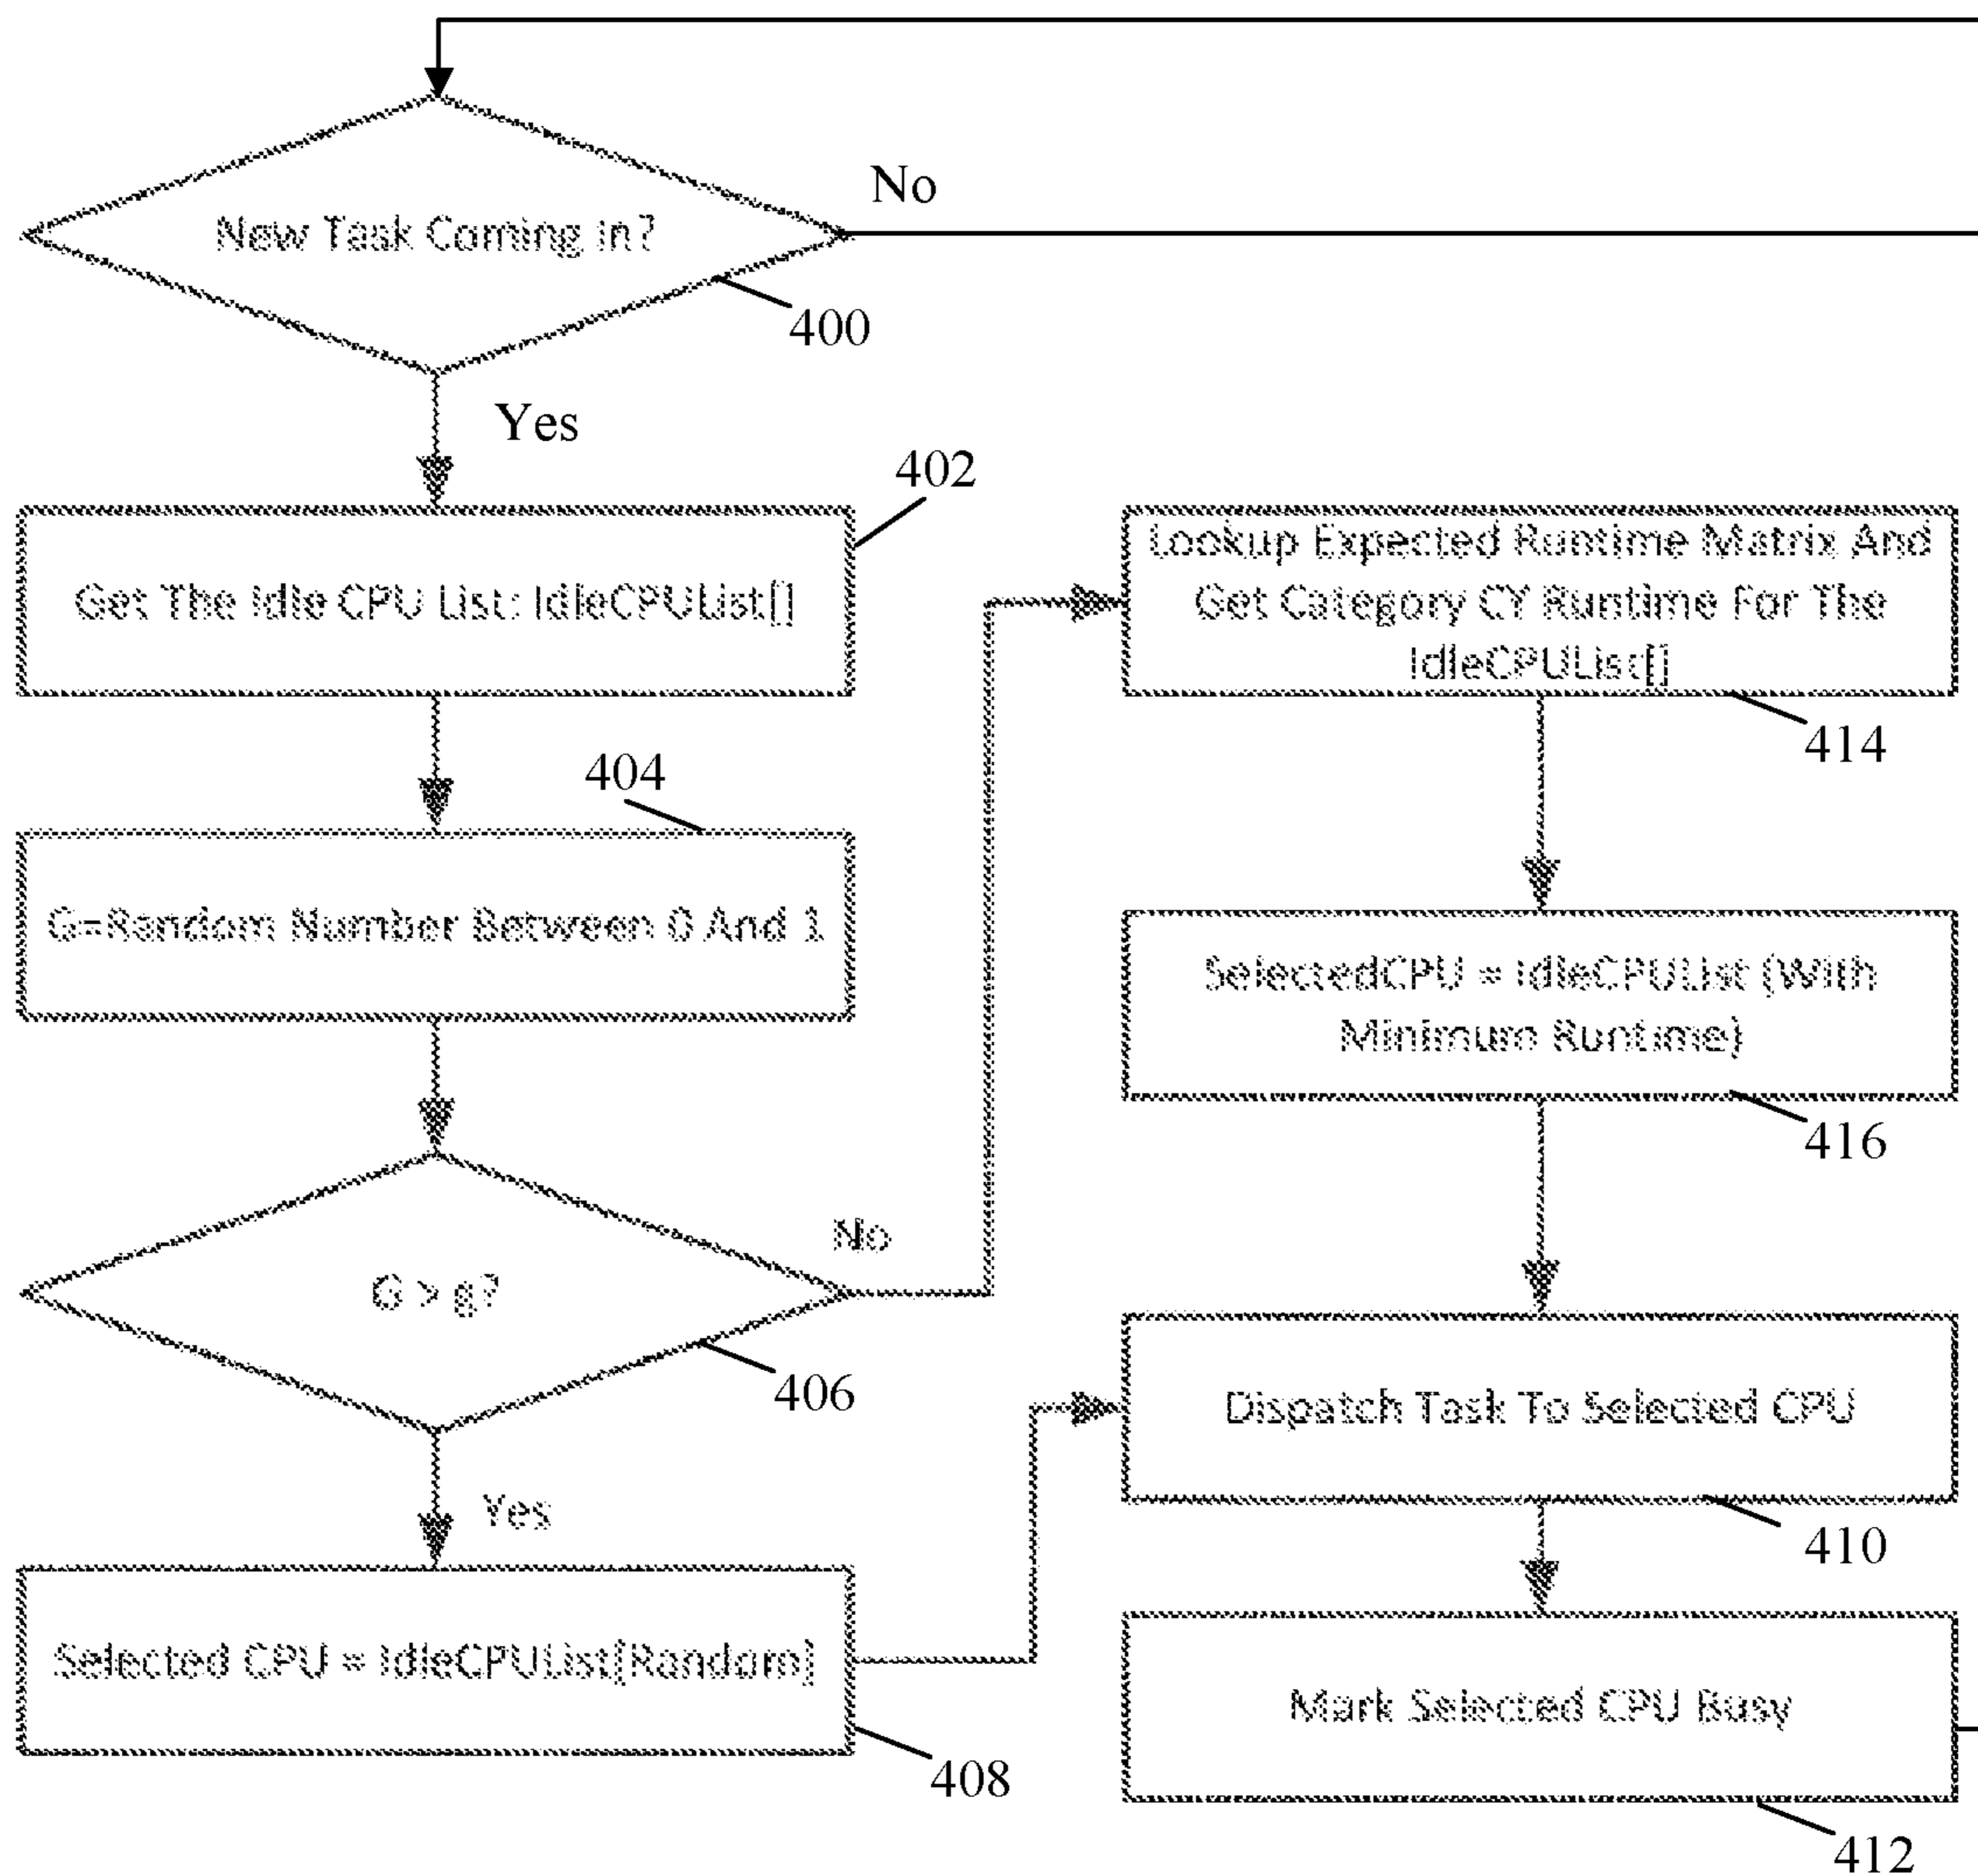 New Task Coming in?
No
400
Yes
402
Get The Idle CPU List: IdleCPUList[]
404
G=Random Number Between 0 And 1
G > g?
No
406
Yes
Selected CPU = IdleCPUList[Random]
408
Lookup Expected Runtime Matrix And
Get Category CY Runtime For The
IdleCPUList[]
414
SelectedCPU = IdleCPUList (With
Minimum Runtime)
416
Dispatch Task To Selected CPU
410
Mark Selected CPU Busy
412